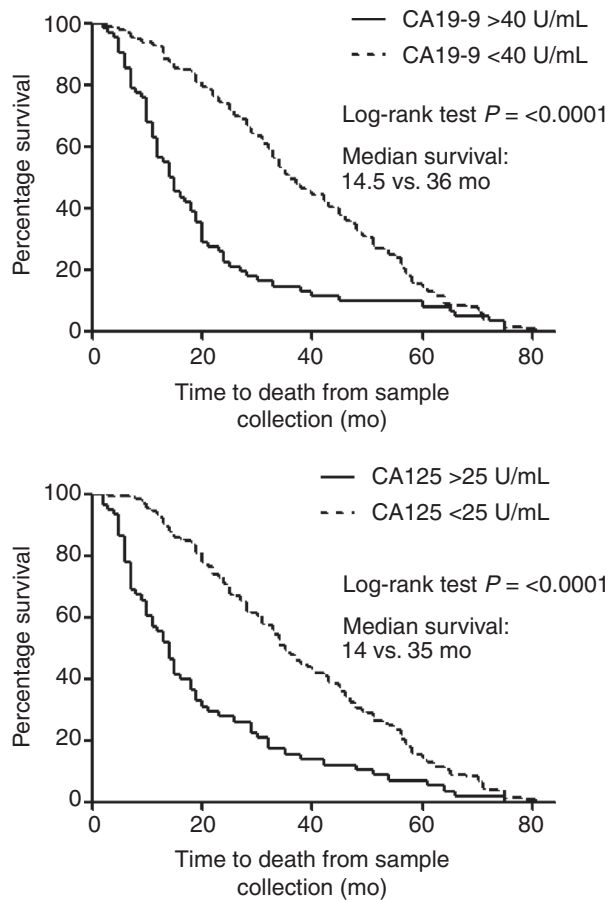 Percentage survival
100
80
60
40
20
0
CA19-9 >40 U/mL
CA19-9 <40 U/mL
Log-rank test P = <0.0001
Median survival:
14.5 vs. 36 mo
0 20 40 60 80
Time to death from sample
collection (mo)
Percentage survival
100
80
60
40
20
0
CA125 >25 U/mL
CA125 <25 U/mL
Log-rank test P = <0.0001
Median survival:
14 vs. 35 mo
0 20 40 60 80
Time to death from sample
collection (mo)